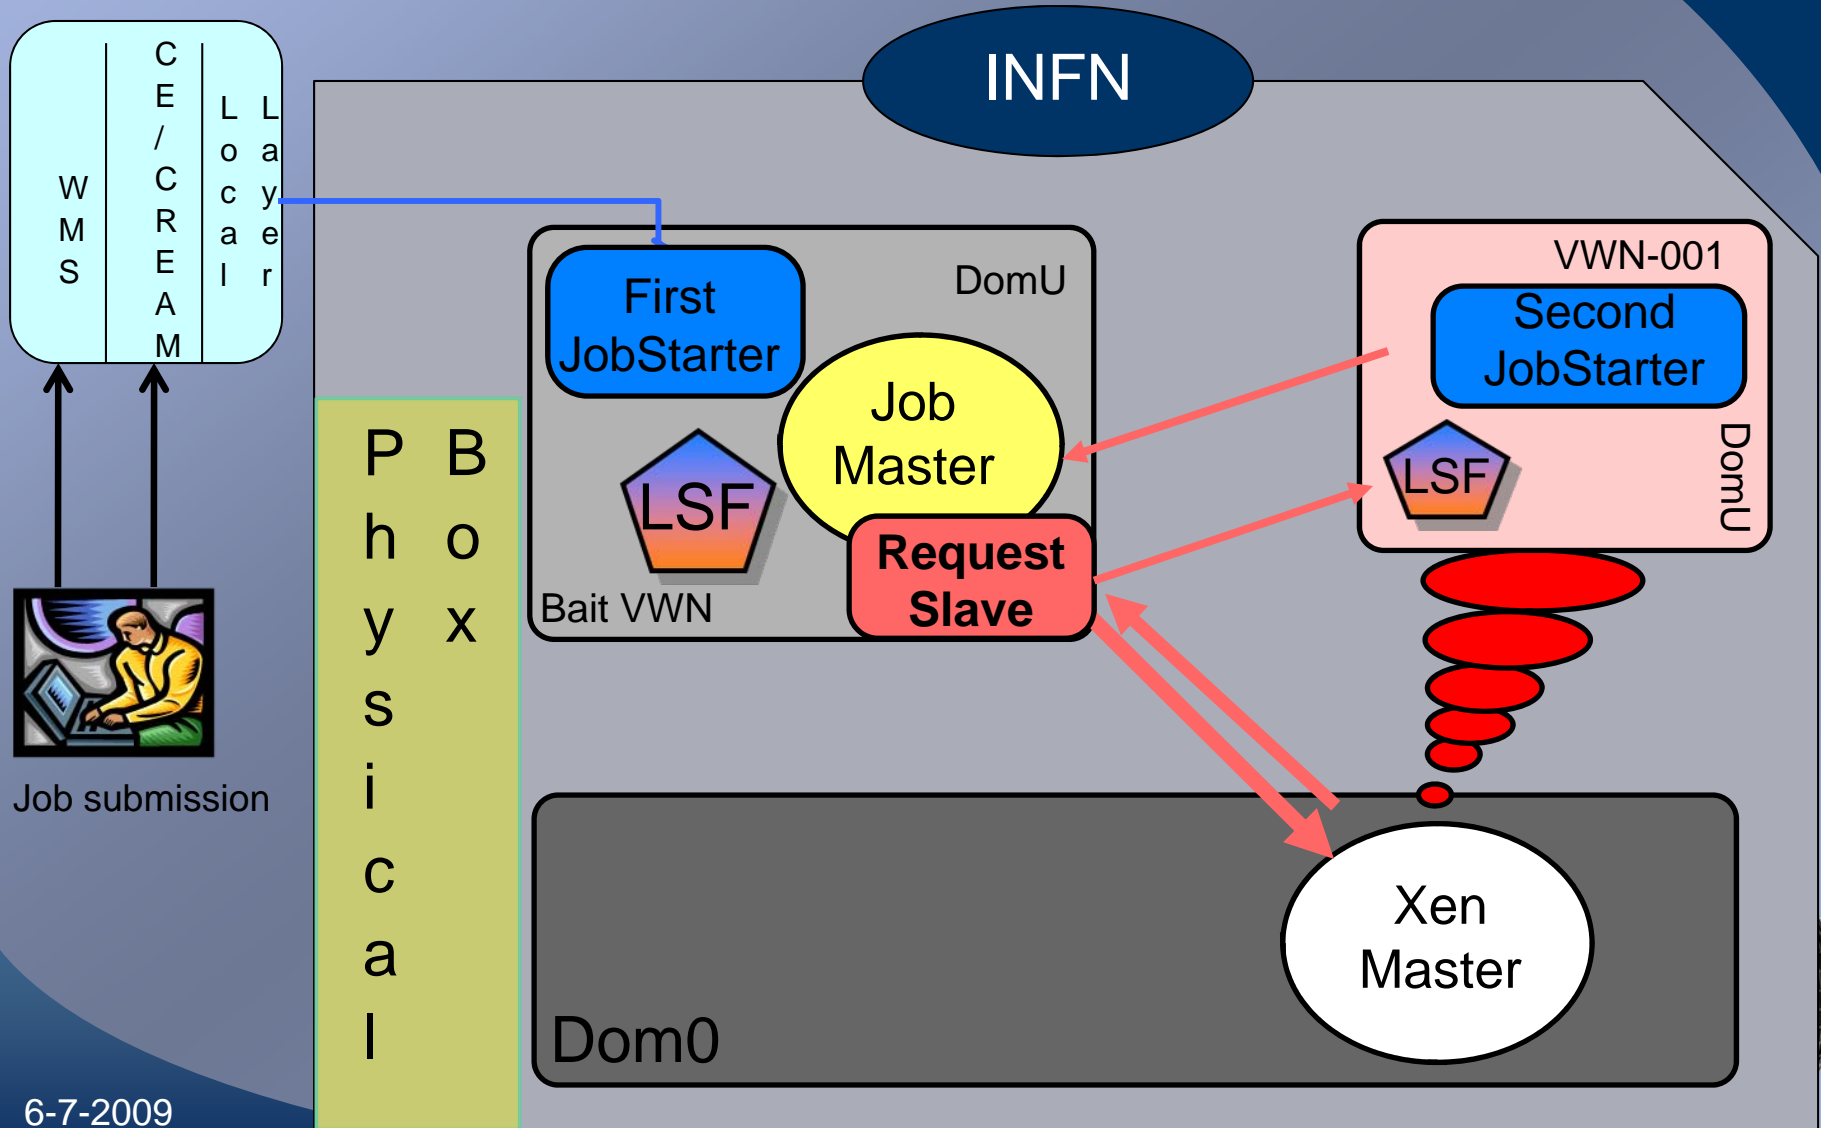 INFN
WMS
CE/CREAM
Local
Layer
First
JobStarter
DomU
Job
Master
LSF
Request
Slave
Bait VWN
VWN-001
Second
JobStarter
LSF
DomU
Physical
Box
Job submission
Xen
Master
Dom0
6-7-2009